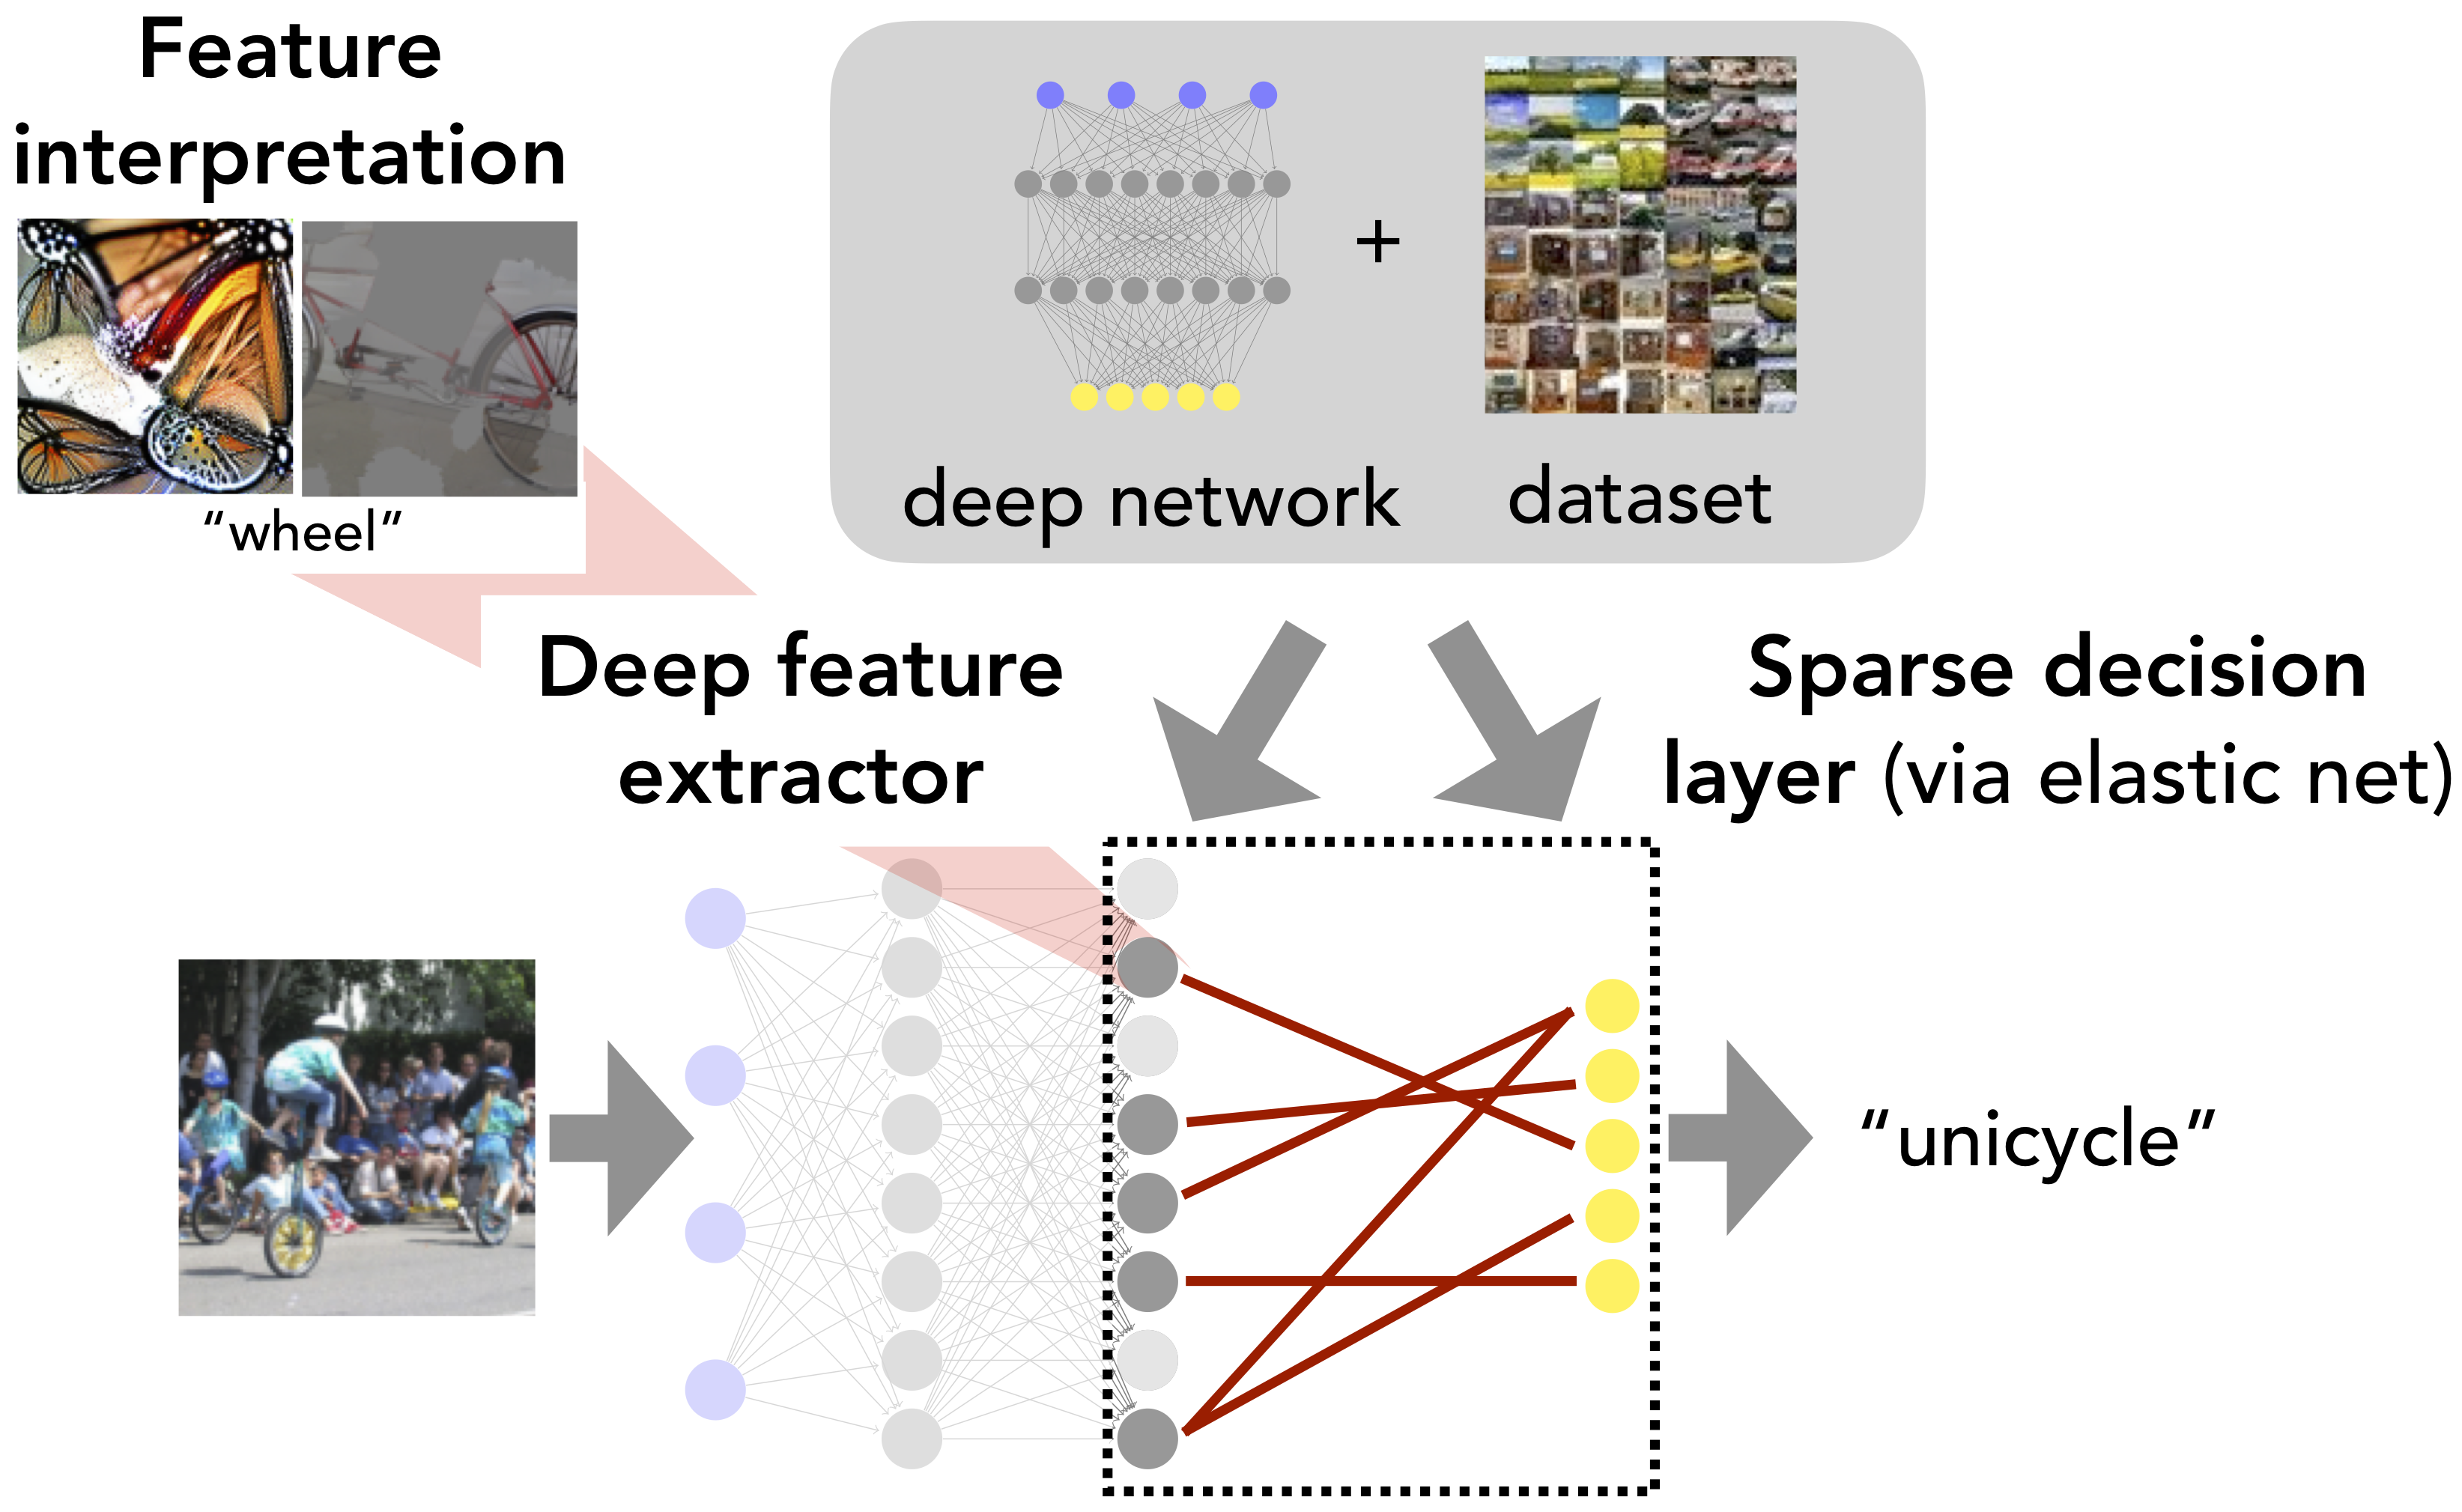 Feature
interpretation
“wheel”
+
deep network
dataset
Deep feature
extractor
Sparse decision
layer (via elastic net)
“unicycle”